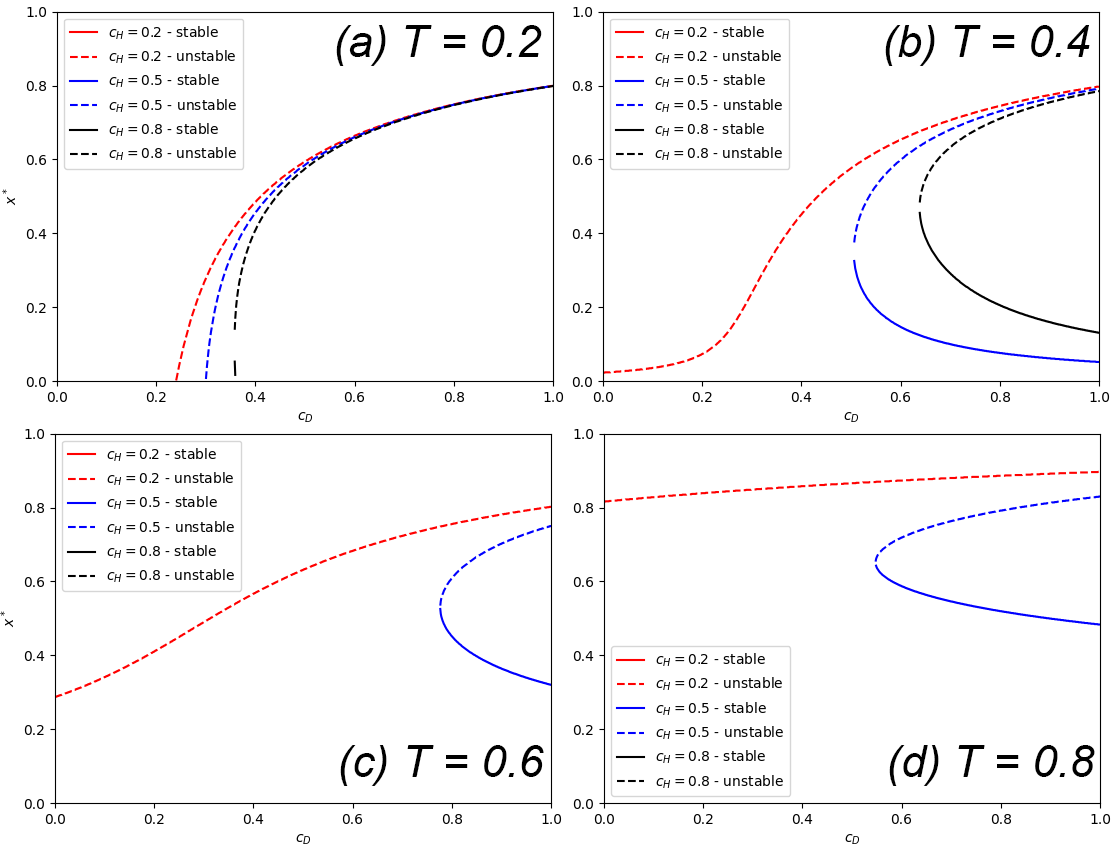 (a) T = 0.2
c_H = 0.2 - stable
c_H = 0.2 - unstable
c_H = 0.5 - stable
c_H = 0.5 - unstable
c_H = 0.8 - stable
c_H = 0.8 - unstable
1.0
0.8
0.6
0.4
0.2
0.0
x*
0.0 0.2 0.4 0.6 0.8 1.0
c_D
(b) T = 0.4
c_H = 0.2 - stable
c_H = 0.2 - unstable
c_H = 0.5 - stable
c_H = 0.5 - unstable
c_H = 0.8 - stable
c_H = 0.8 - unstable
1.0
0.8
0.6
0.4
0.2
0.0
0.0 0.2 0.4 0.6 0.8 1.0
c_D
c_H = 0.2 - stable
c_H = 0.2 - unstable
c_H = 0.5 - stable
c_H = 0.5 - unstable
c_H = 0.8 - stable
c_H = 0.8 - unstable
1.0
0.8
0.6
0.4
0.2
0.0
x*
(c) T = 0.6
0.0 0.2 0.4 0.6 0.8 1.0
c_D
1.0
0.8
0.6
0.4
0.2
0.0
c_H = 0.2 - stable
c_H = 0.2 - unstable
c_H = 0.5 - stable
c_H = 0.5 - unstable
c_H = 0.8 - stable
c_H = 0.8 - unstable
(d) T = 0.8
0.0 0.2 0.4 0.6 0.8 1.0
c_D